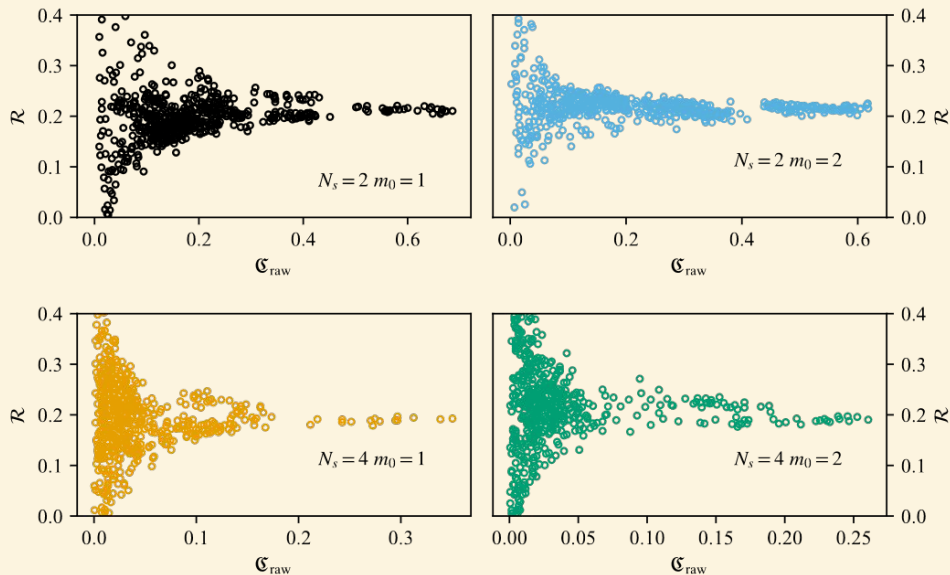 0.4 0.4
0.3 0.3
ℛ 0.2 0.2 ℛ
0.1 0.1
N_s = 2 m_0 = 1 N_s = 2 m_0 = 2
0.0 0.0
0.0 0.2 0.4 0.6 0.0 0.2 0.4 0.6
ℭ_raw ℭ_raw
0.4 0.4
0.3 0.3
ℛ 0.2 0.2 ℛ
N_s = 4 m_0 = 1 N_s = 4 m_0 = 2
0.1 0.1
0.0 0.0
0.0 0.1 0.2 0.3 0.00 0.05 0.10 0.15 0.20 0.25
ℭ_raw ℭ_raw